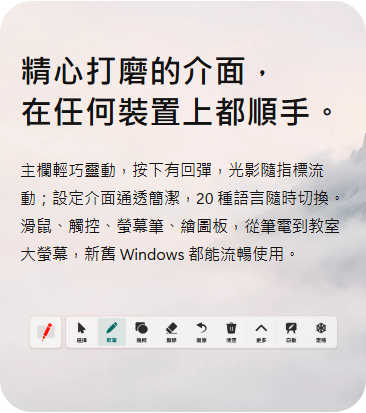 精心打磨的介面，
在任何裝置上都順手。
主欄輕巧靈動，按下有回彈，光影隨指標流
動；設定介面通透簡潔，20 種語言隨時切換。
滑鼠、觸控、螢幕筆、繪圖板，從筆電到教室
大螢幕，新舊 Windows 都能流暢使用。
選擇 畫筆 幾何 擦除 復原 清空 更多 白板 定格